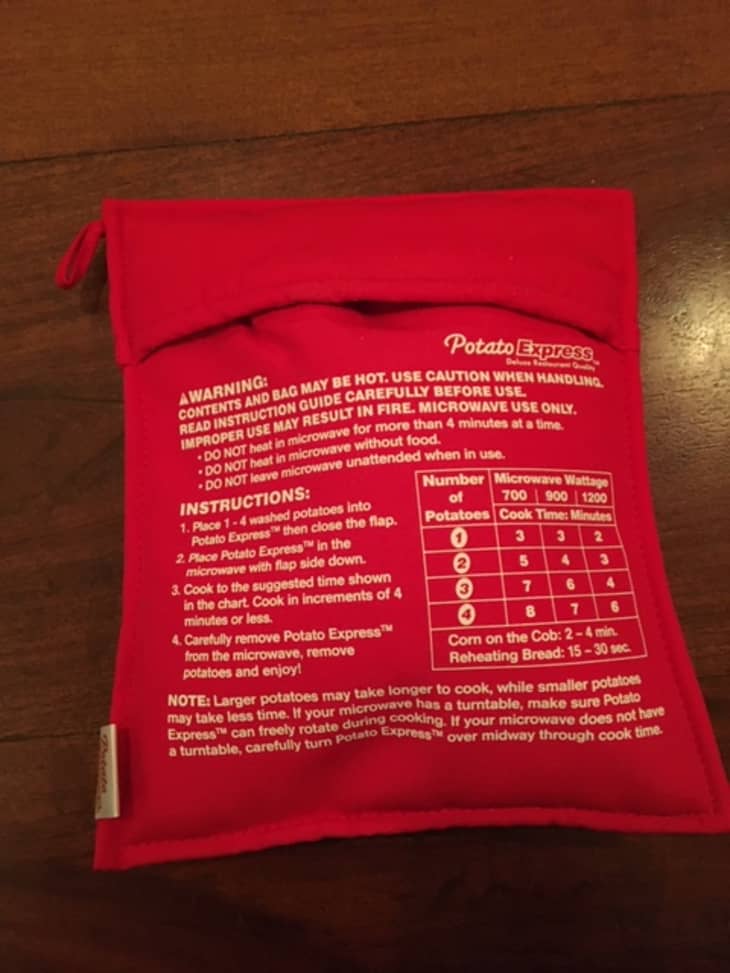 Potato Express™
Deluxe Restaurant Quality
⚠WARNING:
CONTENTS AND BAG MAY BE HOT. USE CAUTION WHEN HANDLING.
READ INSTRUCTION GUIDE CAREFULLY BEFORE USE.
IMPROPER USE MAY RESULT IN FIRE. MICROWAVE USE ONLY.
• DO NOT heat in microwave for more than 4 minutes at a time.
• DO NOT heat in microwave without food.
• DO NOT leave microwave unattended when in use.
INSTRUCTIONS:
1. Place 1 - 4 washed potatoes into
Potato Express™ then close the flap.
2. Place Potato Express™ in the
microwave with flap side down.
3. Cook to the suggested time shown
in the chart. Cook in increments of 4
minutes or less.
4. Carefully remove Potato Express™
from the microwave, remove
potatoes and enjoy!
Number of Potatoes
Microwave Wattage
700 900 1200
Cook Time: Minutes
1 3 3 2
2 5 4 3
3 7 6 4
4 8 7 6
Corn on the Cob: 2 - 4 min.
Reheating Bread: 15 - 30 sec.
NOTE: Larger potatoes may take longer to cook, while smaller potatoes
may take less time. If your microwave has a turntable, make sure Potato
Express™ can freely rotate during cooking. If your microwave does not have
a turntable, carefully turn Potato Express™ over midway through cook time.
Potato